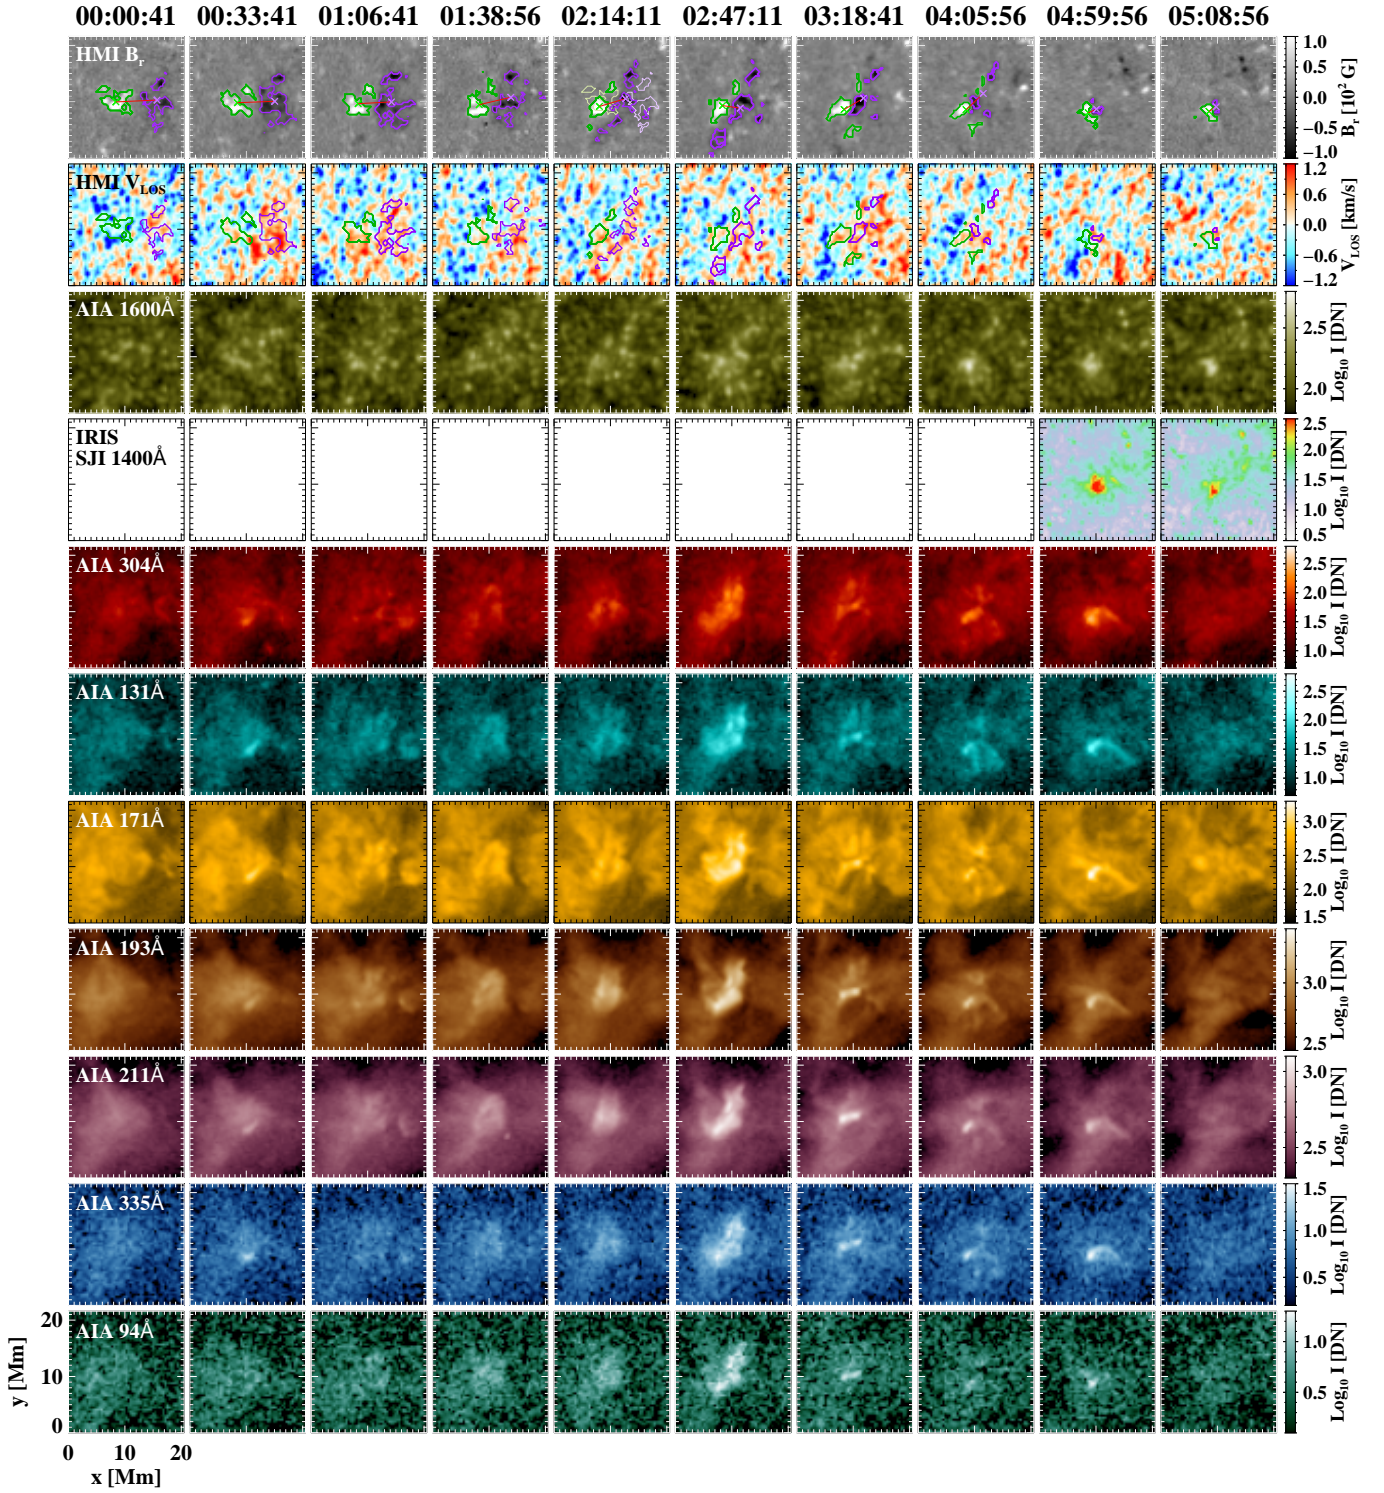 00:00:41 00:33:41 01:06:41 01:38:56 02:14:11 02:47:11 03:18:41 04:05:56 04:59:56 05:08:56
HMI Br
1.0
0.5
0.0
−0.5
−1.0
Br [10² G]
HMI VLOS
1.2
0.6
0.0
−0.6
−1.2
VLOS [km/s]
AIA 1600Å
2.5
2.0
Log10 I [DN]
IRIS
SJI 1400Å
2.5
2.0
1.5
1.0
0.5
Log10 I [DN]
AIA 304Å
2.5
2.0
1.5
1.0
Log10 I [DN]
AIA 131Å
2.5
2.0
1.5
1.0
Log10 I [DN]
AIA 171Å
3.0
2.5
2.0
1.5
Log10 I [DN]
AIA 193Å
3.0
2.5
Log10 I [DN]
AIA 211Å
3.0
2.5
Log10 I [DN]
AIA 335Å
1.5
1.0
0.5
Log10 I [DN]
AIA 94Å
1.0
0.5
Log10 I [DN]
20
10
0
y [Mm]
0 10 20
x [Mm]